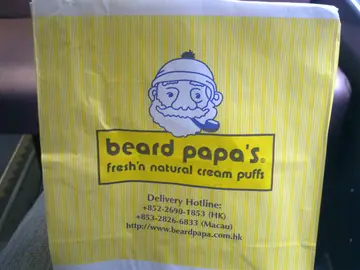 beard papa's®
fresh'n natural cream puffs
Delivery Hotline:
+852-2690-1853 (HK)
+853-2826-6833 (Macau)
http://www.beardpapa.com.hk